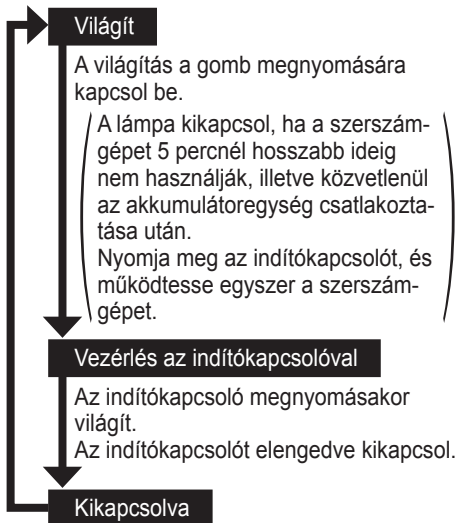 Világít
A világítás a gomb megnyomására
kapcsol be.
A lámpa kikapcsol, ha a szerszám-
gépet 5 percnél hosszabb ideig
nem használják, illetve közvetlenül
az akkumulátoregység csatlakozta-
tása után.
Nyomja meg az indítókapcsolót, és
működtesse egyszer a szerszám-
gépet.
Vezérlés az indítókapcsolóval
Az indítókapcsoló megnyomásakor
világít.
Az indítókapcsolót elengedve kikapcsol.
Kikapcsolva